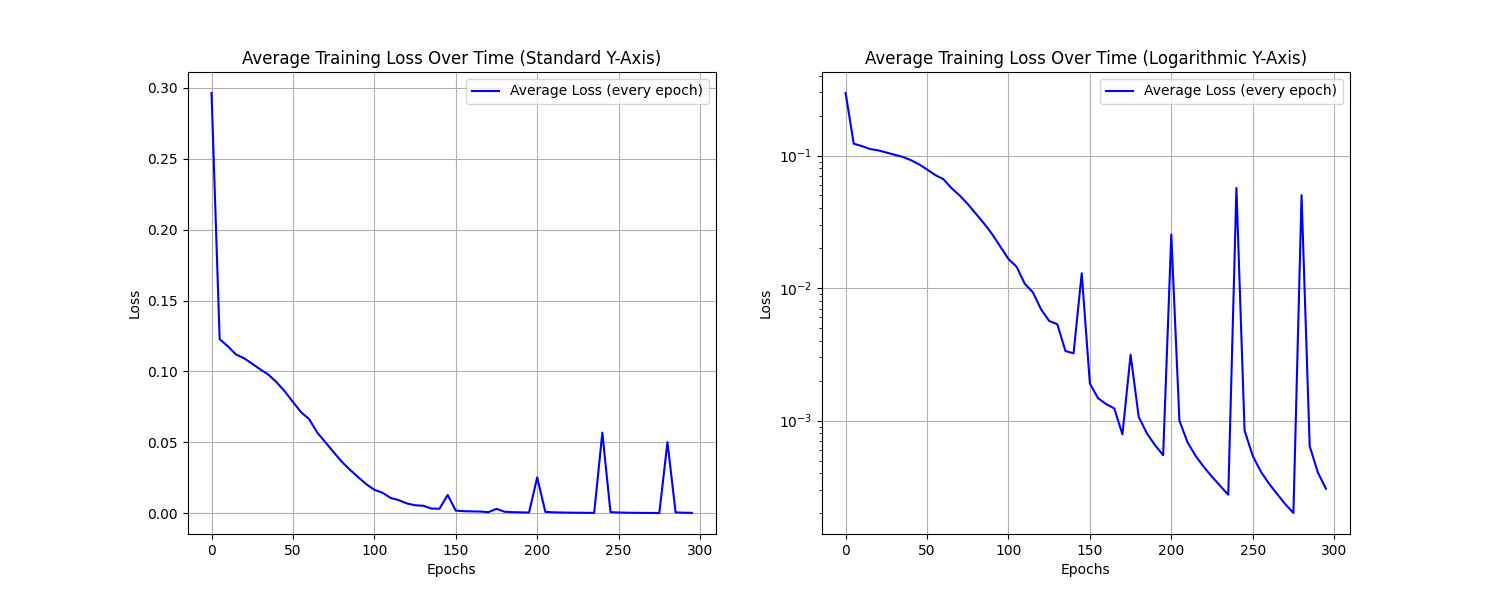 Average Training Loss Over Time (Standard Y-Axis)
Average Loss (every epoch)
0.30
0.25
0.20
0.15
0.10
0.05
0.00
Loss
0 50 100 150 200 250 300
Epochs
Average Training Loss Over Time (Logarithmic Y-Axis)
Average Loss (every epoch)
10⁻¹
10⁻²
10⁻³
Loss
0 50 100 150 200 250 300
Epochs